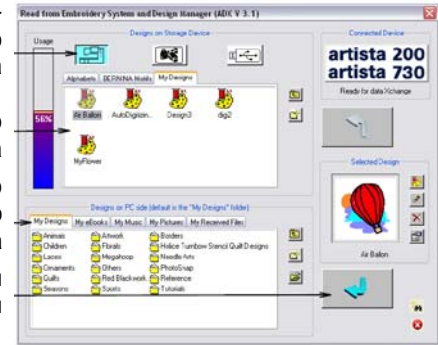 Read from Embroidery System and Design Manager (ADK V 3.1)
Usage
Designs on Storage Device
Connected Device
artista 200
artista 730
Ready for data Xchange
Alphabets BERNINA Motifs My Designs
56%
Air Ballon AutoDigitizin... Design3 dig2
MyFlower
Selected Design
Air Ballon
Designs on PC side (default is the "My Designs" folder)
My Designs My eBooks My Music My Pictures My Received Files
Animals Artwork Borders
Children Florals Holice Turnbow Stencil Quilt Designs
Laces Megahoop Needle Arts
Ornaments Others PhotoSnap
Quilts Red Blackwork Reference
Seasons Sports Tutorials